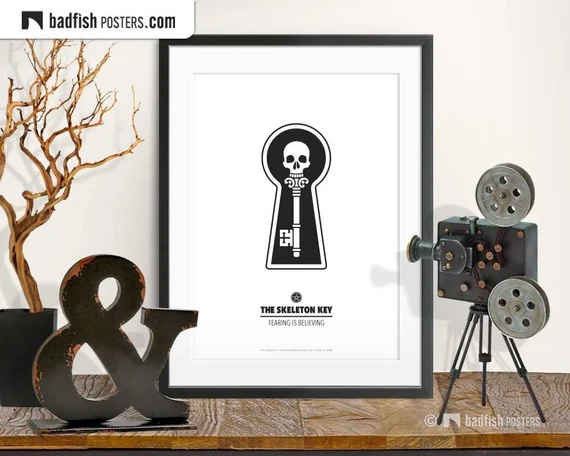 badfish POSTERS.com
&
THE SKELETON KEY
FEARING IS BELIEVING
© badfish POSTERS